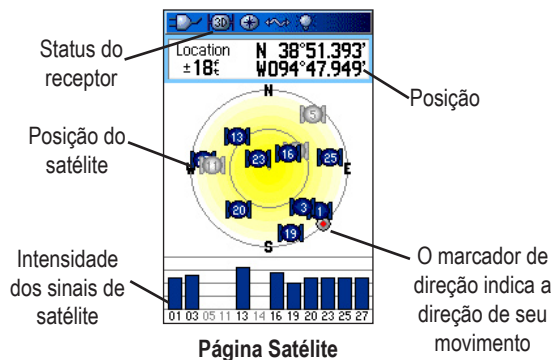 3D
Status do
receptor
Location
±18ft
N 38°51.393'
W094°47.949'
Posição
N
5
13
Posição do
satélite
W
11
23
16
25
E
20
3
1
19
S
O marcador de
direção indica a
direção de seu
movimento
Intensidade
dos sinais de
satélite
01 03 05 11 13 14 16 19 20 23 25 27
Página Satélite